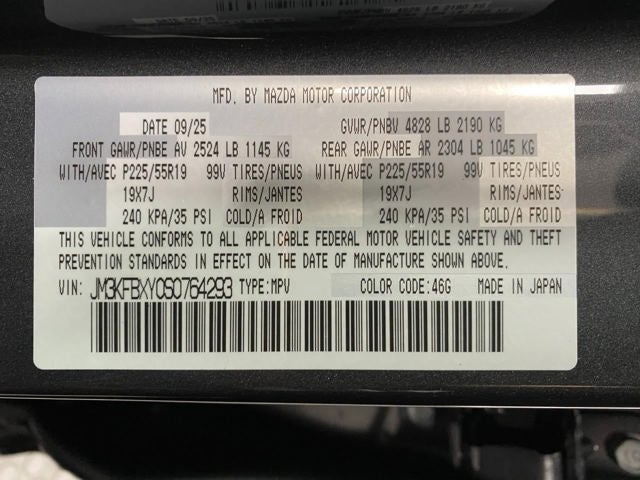 MFD. BY MAZDA MOTOR CORPORATION
DATE 09/25 GVWR/PNBV 4828 LB 2190 KG
FRONT GAWR/PNBE AV 2524 LB 1145 KG REAR GAWR/PNBE AR 2304 LB 1045 KG
WITH/AVEC P225/55R19 99V TIRES/PNEUS WITH/AVEC P225/55R19 99V TIRES/PNEUS
19X7J RIMS/JANTES 19X7J RIMS/JANTES
240 KPA/35 PSI COLD/A FROID 240 KPA/35 PSI COLD/A FROID
THIS VEHICLE CONFORMS TO ALL APPLICABLE FEDERAL MOTOR VEHICLE SAFETY AND THEFT
PREVENTION STANDARDS IN EFFECT ON THE DATE OF MANUFACTURE SHOWN ABOVE.
VIN: JM3KFBXY0S0764293 TYPE:MPV COLOR CODE:46G MADE IN JAPAN